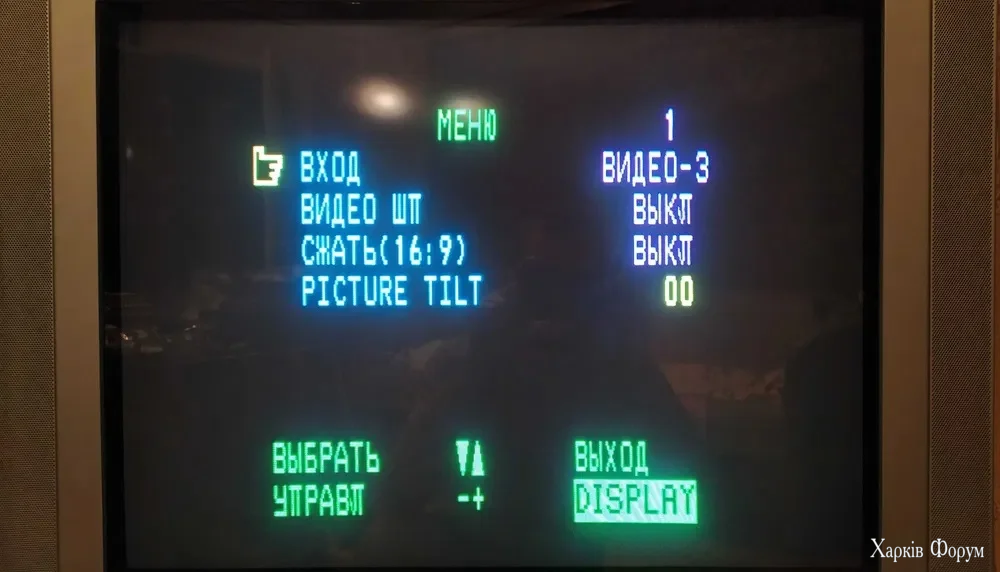 МЕНЮ 1
ВХОД ВИДЕО-3
ВИДЕО ШП ВЫКЛ
СЖАТЬ(16:9) ВЫКЛ
PICTURE TILT 00
ВЫБРАТЬ ▼▲ ВЫХОД
УПРАВЛ -+ DISPLAY
Харків Форум